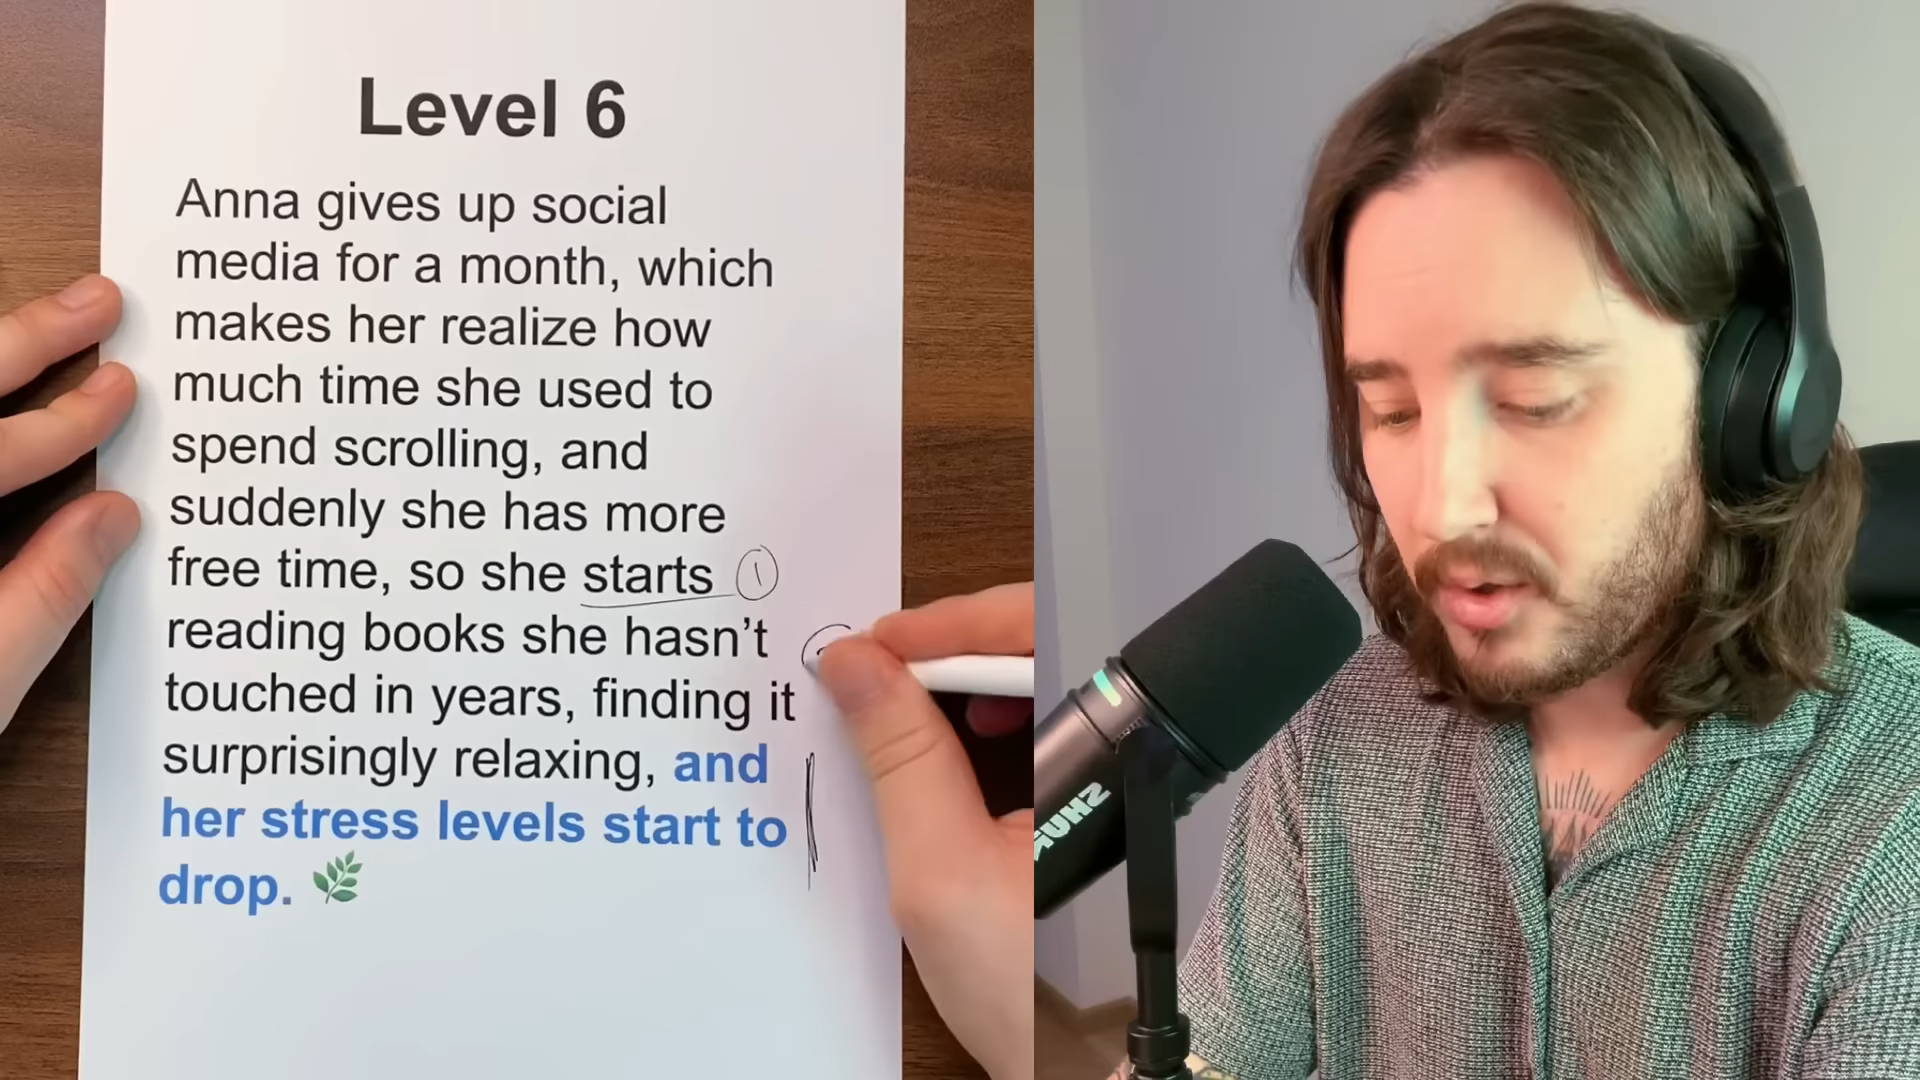 Level 6
Anna gives up social
media for a month, which
makes her realize how
much time she used to
spend scrolling, and
suddenly she has more
free time, so she starts 1
reading books she hasn’t
touched in years, finding it
surprisingly relaxing, and
her stress levels start to
drop.
SHURE